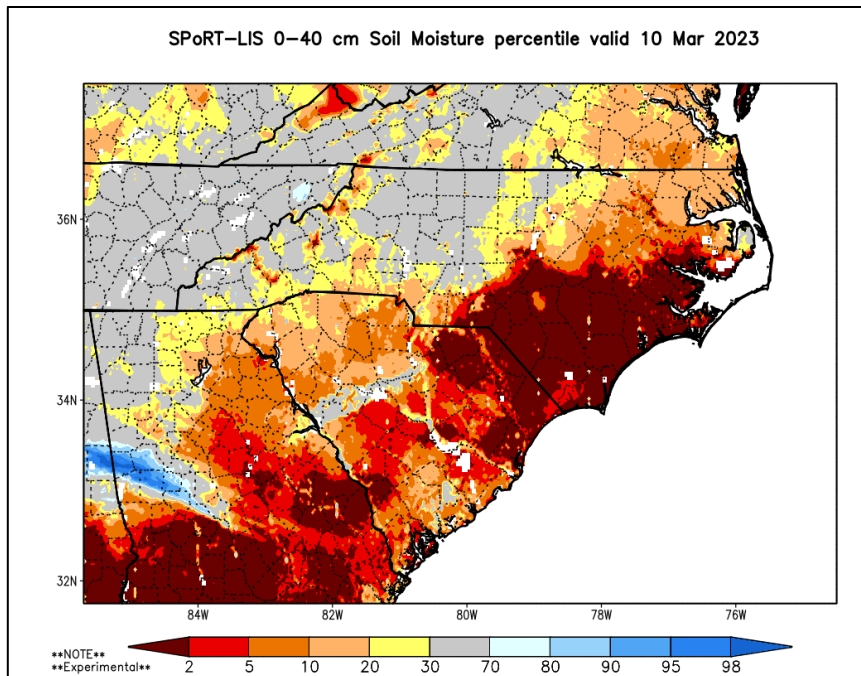 SPoRT-LIS 0-40 cm Soil Moisture percentile valid 10 Mar 2023
36N
34N
32N
84W 82W 80W 78W 76W
**NOTE**
**Experimental**
2 5 10 20 30 70 80 90 95 98